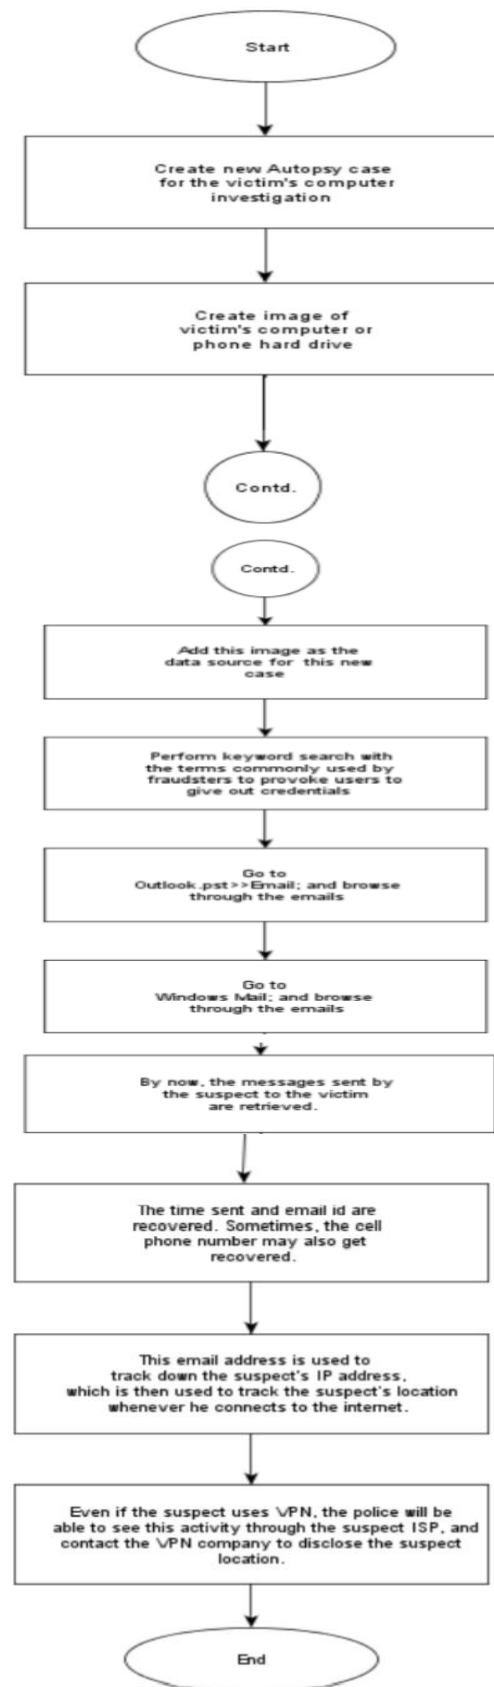 Start
Create new Autopsy case
for the victim's computer
investigation
Create image of
victim's computer or
phone hard drive
Contd.
Contd.
Add this image as the
data source for this new
case
Perform keyword search with
the terms commonly used by
fraudsters to provoke users to
give out credentials
Go to
Outlook.pst>>Email; and browse
through the emails
Go to
Windows Mail; and browse
through the emails
By now, the messages sent by
the suspect to the victim
are retrieved.
The time sent and email id are
recovered. Sometimes, the cell
phone number may also get
recovered.
This email address is used to
track down the suspect's IP address,
which is then used to track the suspect's location
whenever he connects to the internet.
Even if the suspect uses VPN, the police will be
able to see this activity through the suspect ISP, and
contact the VPN company to disclose the suspect
location.
End